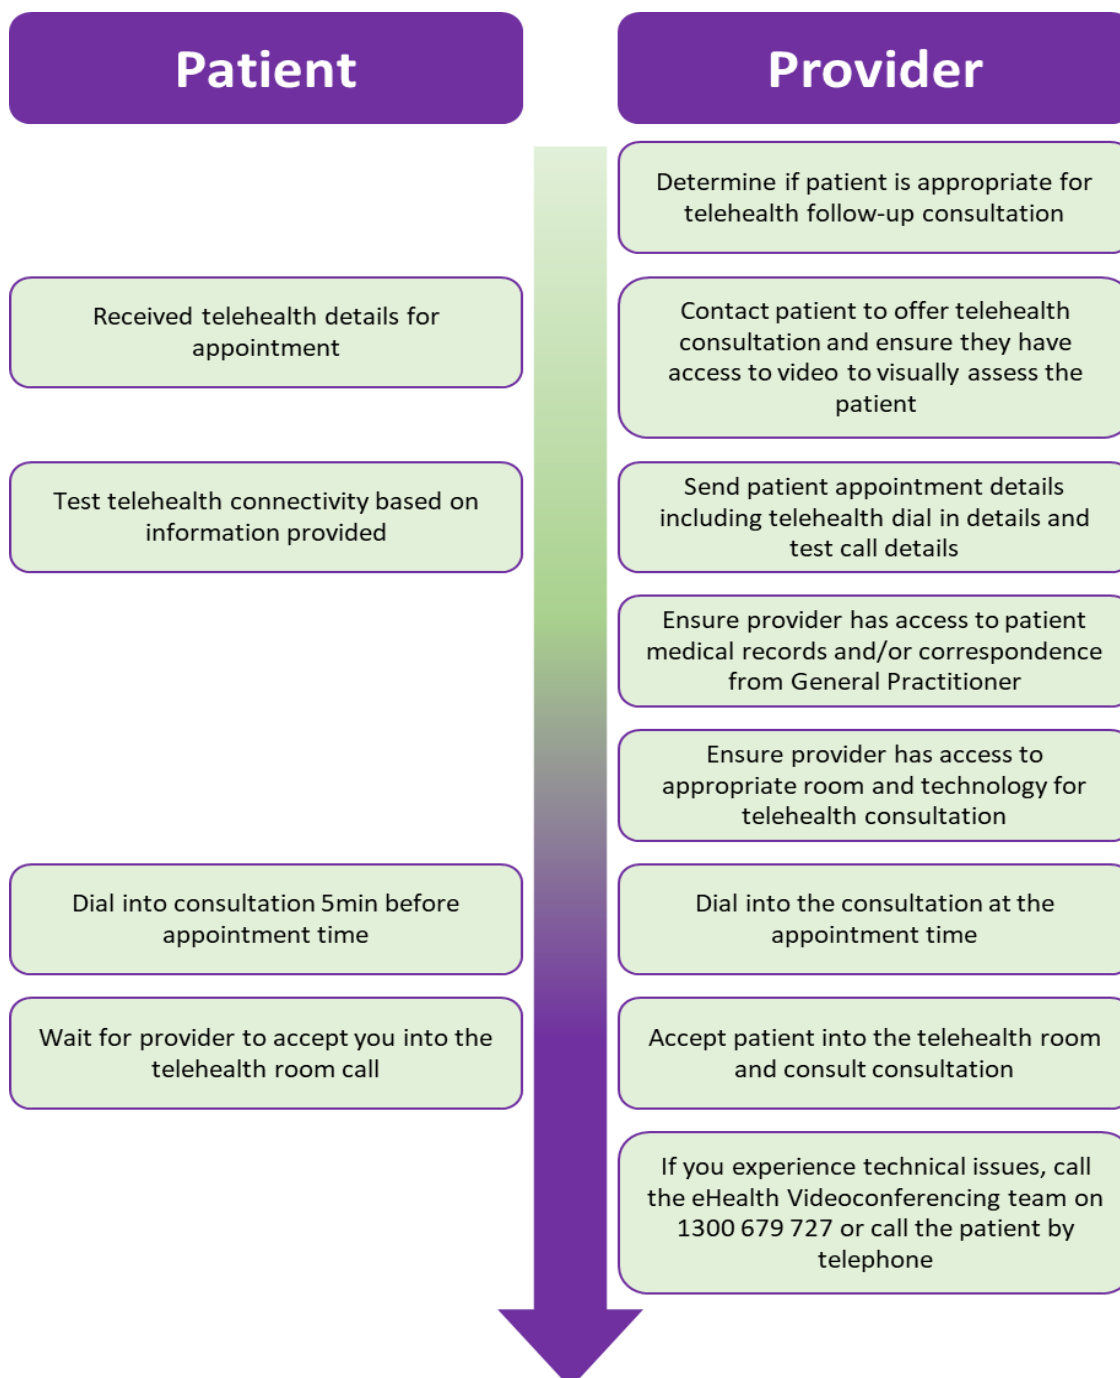 Patient
Provider
Determine if patient is appropriate for
telehealth follow-up consultation
Received telehealth details for
appointment
Contact patient to offer telehealth
consultation and ensure they have
access to video to visually assess the
patient
Test telehealth connectivity based on
information provided
Send patient appointment details
including telehealth dial in details and
test call details
Ensure provider has access to patient
medical records and/or correspondence
from General Practitioner
Ensure provider has access to
appropriate room and technology for
telehealth consultation
Dial into consultation 5min before
appointment time
Dial into the consultation at the
appointment time
Wait for provider to accept you into the
telehealth room call
Accept patient into the telehealth room
and consult consultation
If you experience technical issues, call
the eHealth Videoconferencing team on
1300 679 727 or call the patient by
telephone